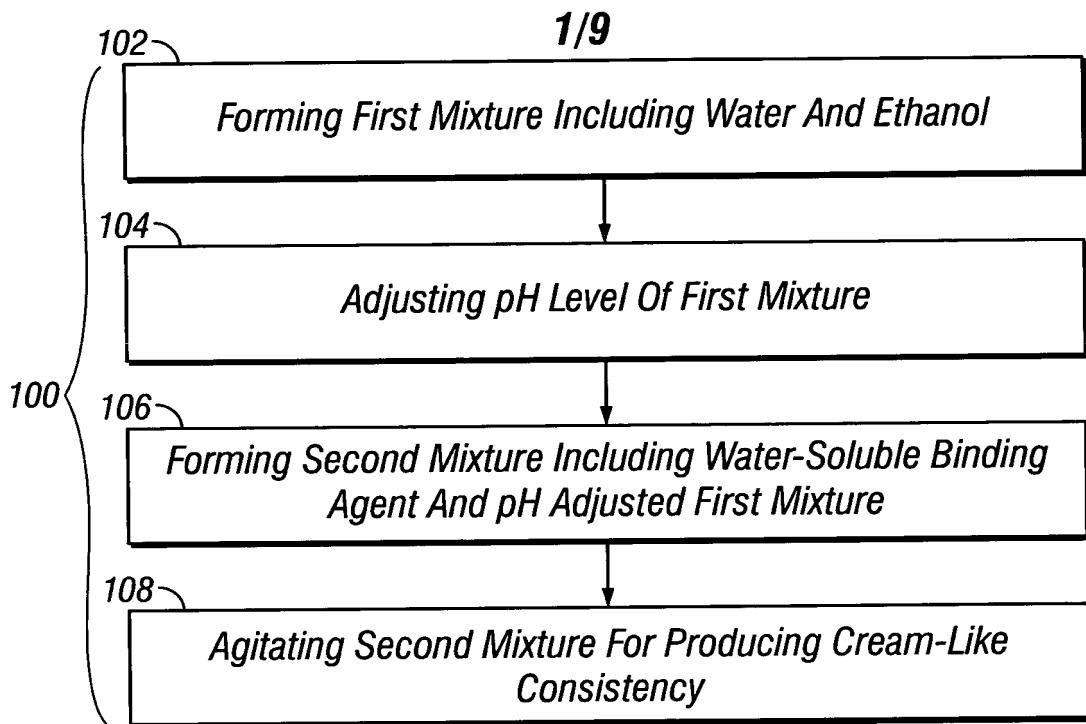 1/9
102
Forming First Mixture Including Water And Ethanol
104
Adjusting pH Level Of First Mixture
100
106
Forming Second Mixture Including Water-Soluble Binding
Agent And pH Adjusted First Mixture
108
Agitating Second Mixture For Producing Cream-Like
Consistency